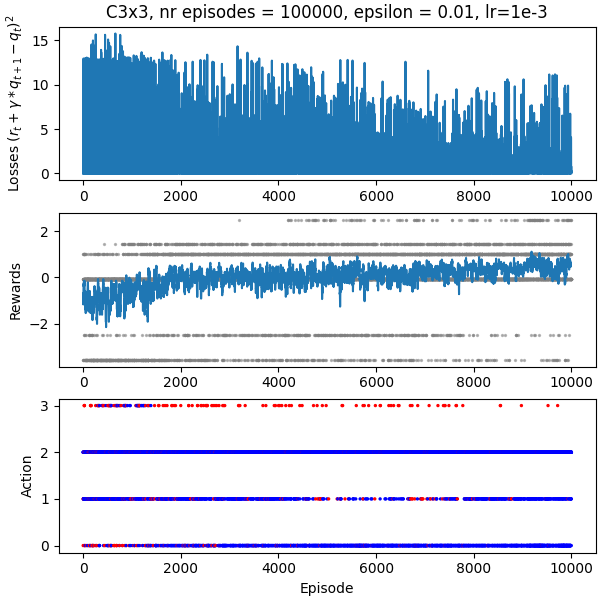 C3x3, nr episodes = 100000, epsilon = 0.01, lr=1e-3
Losses $(r_t + \gamma * q_{t+1} - q_t)^2$
15
10
5
0
0 2000 4000 6000 8000 10000
Rewards
2
0
−2
0 2000 4000 6000 8000 10000
Action
3
2
1
0
0 2000 4000 6000 8000 10000
Episode